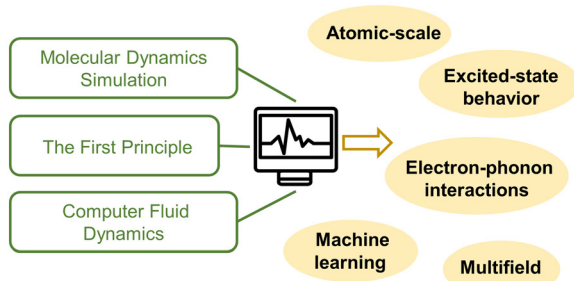 Molecular Dynamics
Simulation
The First Principle
Computer Fluid
Dynamics
Atomic-scale
Excited-state
behavior
Electron-phonon
interactions
Machine
learning
Multifield